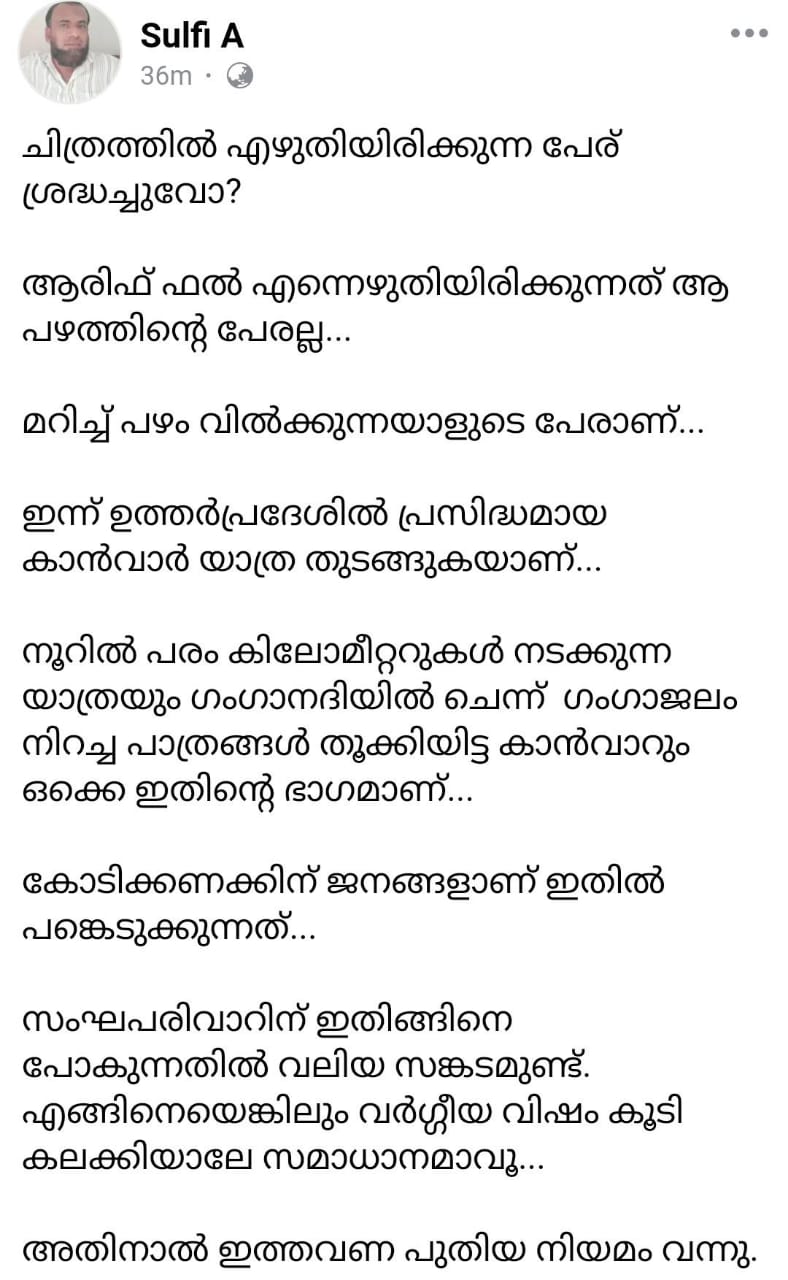 Sulfi A
36m ·
ചിത്രത്തിൽ എഴുതിയിരിക്കുന്ന പേര്
ശ്രദ്ധച്ചുവോ?
ആരിഫ് ഫൽ എന്നെഴുതിയിരിക്കുന്നത് ആ
പഴത്തിന്റെ പേരല്ല...
മറിച്ച് പഴം വിൽക്കുന്നയാളുടെ പേരാണ്...
ഇന്ന് ഉത്തർപ്രദേശിൽ പ്രസിദ്ധമായ
കാൻവാർ യാത്ര തുടങ്ങുകയാണ്...
നൂറിൽ പരം കിലോമീറ്ററുകൾ നടക്കുന്ന
യാത്രയും ഗംഗാനദിയിൽ ചെന്ന് ഗംഗാജലം
നിറച്ച പാത്രങ്ങൾ തൂക്കിയിട്ട കാൻവാറും
ഒക്കെ ഇതിന്റെ ഭാഗമാണ്...
കോടിക്കണക്കിന് ജനങ്ങളാണ് ഇതിൽ
പങ്കെടുക്കുന്നത്...
സംഘപരിവാറിന് ഇതിങ്ങിനെ
പോകുന്നതിൽ വലിയ സങ്കടമുണ്ട്.
എങ്ങിനെയെങ്കിലും വർഗ്ഗീയ വിഷം കൂടി
കലക്കിയാലേ സമാധാനമാവൂ...
അതിനാൽ ഇത്തവണ പുതിയ നിയമം വന്നു.